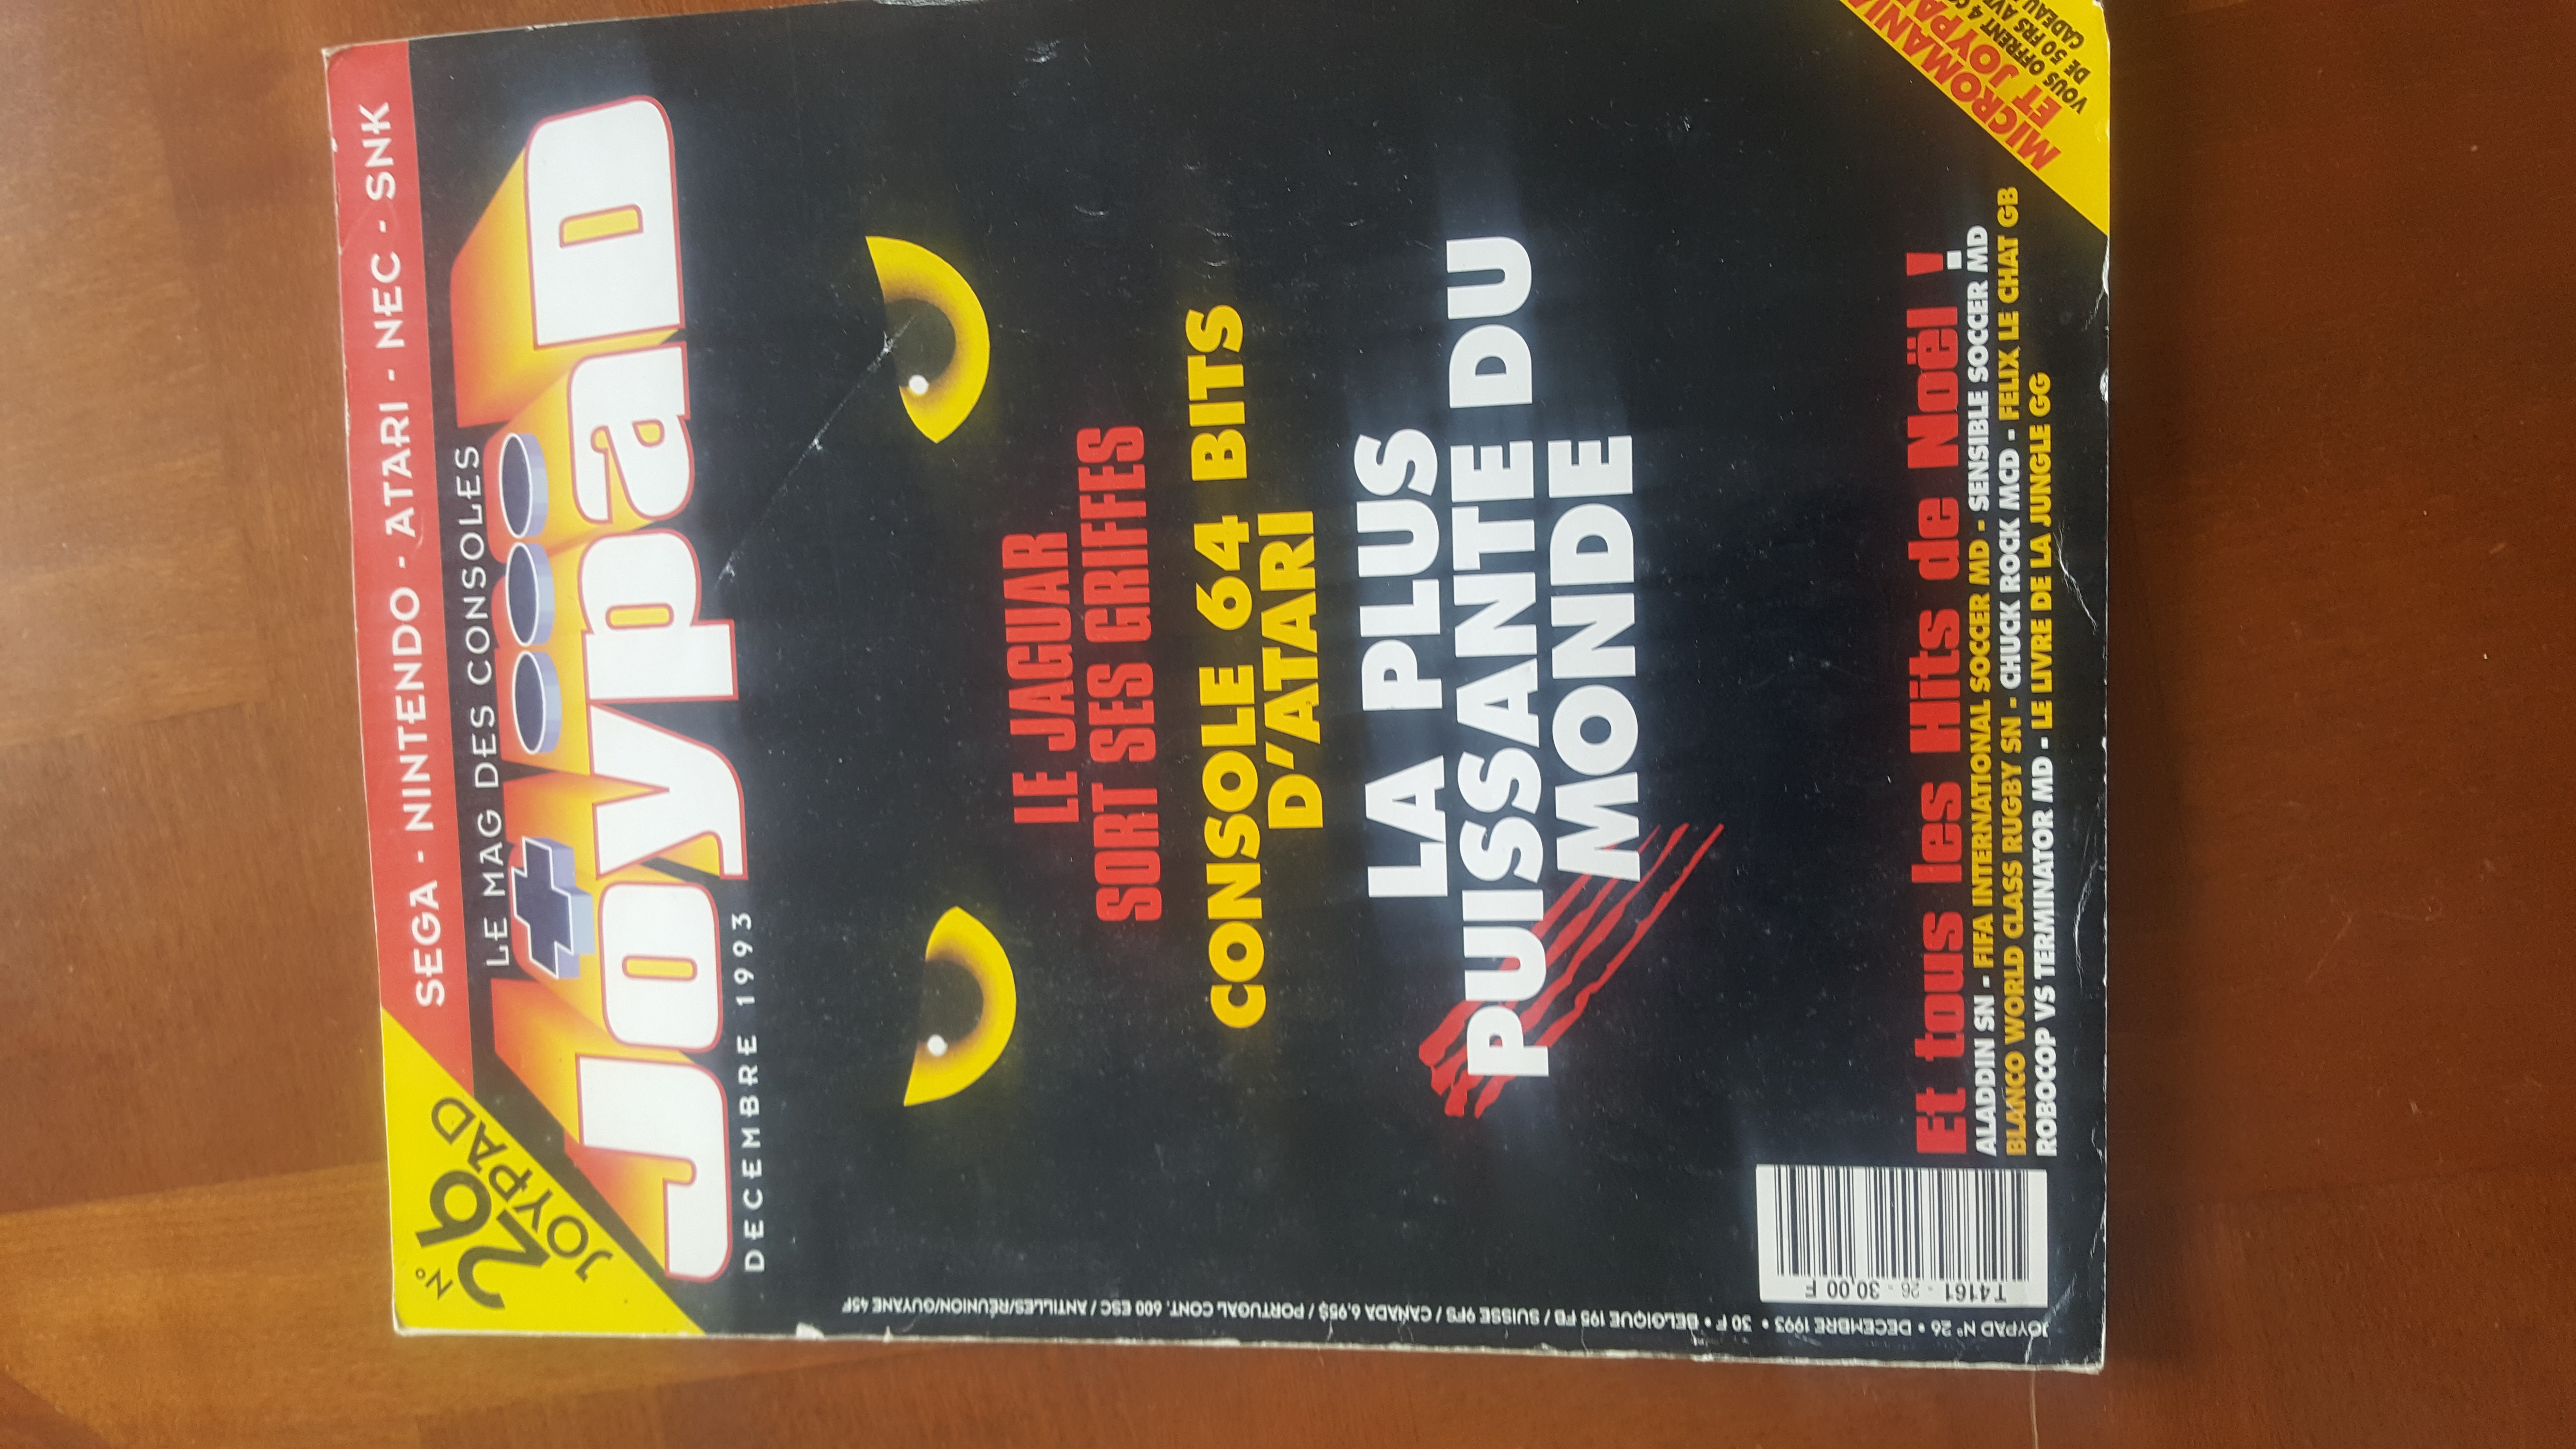 SEGA - NINTENDO - ATARI - NEC - SNK
N° 26
JOYPAD
LE MAG DES CONSOLES
Joypad
DECEMBRE 1993
LE JAGUAR
SORT SES GRIFFES
CONSOLE 64 BITS
D'ATARI
LA PLUS
PUISSANTE DU
MONDE
Et tous les Hits de Noël !
ALADDIN SN - FIFA INTERNATIONAL SOCCER MD - SENSIBLE SOCCER MD
BLANCO WORLD CLASS RUGBY SN - CHUCK ROCK MCD - FELIX LE CHAT GB
ROBOCOP VS TERMINATOR MD - LE LIVRE DE LA JUNGLE GG
MICROMANIA
ET JOYPA
VOUS OFFRENT 4
DE 50 FRS
CADEAU
T4161 - 26 - 30,00 F
JOYPAD N° 26 • DECEMBRE 1993 • 30 F • BELGIQUE 195 FB / SUISSE 9FS / CANADA 6,95$ / PORTUGAL CONT. 600 ESC / ANTILLES/RÉUNION/GUYANE 45F